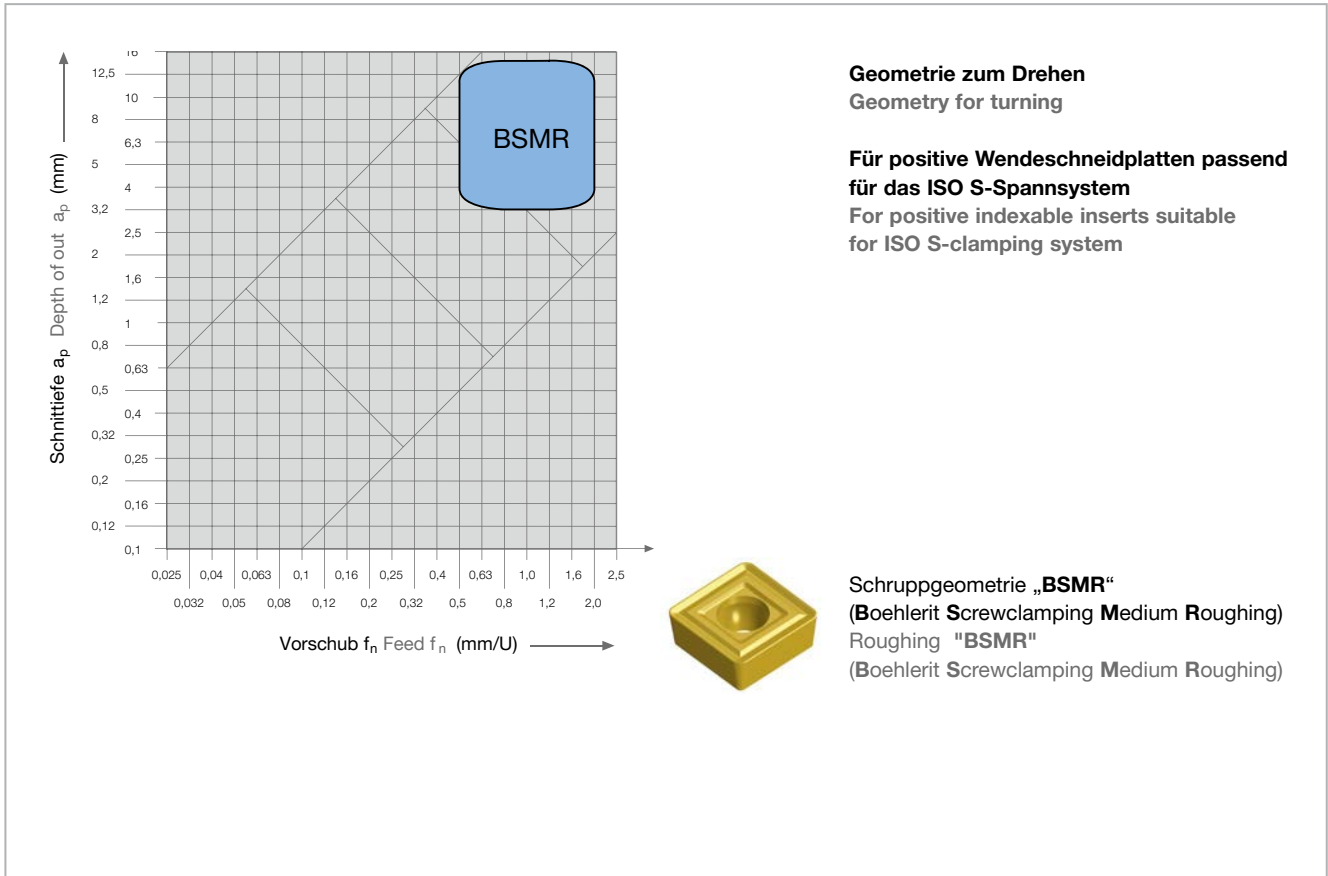 Schnittiefe aₚ Depth of out aₚ (mm)
16
12,5
10
8
6,3
5
4
3,2
2,5
2
1,6
1,2
1
0,8
0,63
0,5
0,4
0,32
0,25
0,2
0,16
0,12
0,1
BSMR
0,025 0,04 0,063 0,1 0,16 0,25 0,4 0,63 1,0 1,6 2,5
0,032 0,05 0,08 0,12 0,2 0,32 0,5 0,8 1,2 2,0
Vorschub fₙ Feed fₙ (mm/U)
Geometrie zum Drehen
Geometry for turning
Für positive Wendeschneidplatten passend
für das ISO S-Spannsystem
For positive indexable inserts suitable
for ISO S-clamping system
Schruppgeometrie „BSMR“
(Boehlerit Screwclamping Medium Roughing)
Roughing "BSMR"
(Boehlerit Screwclamping Medium Roughing)